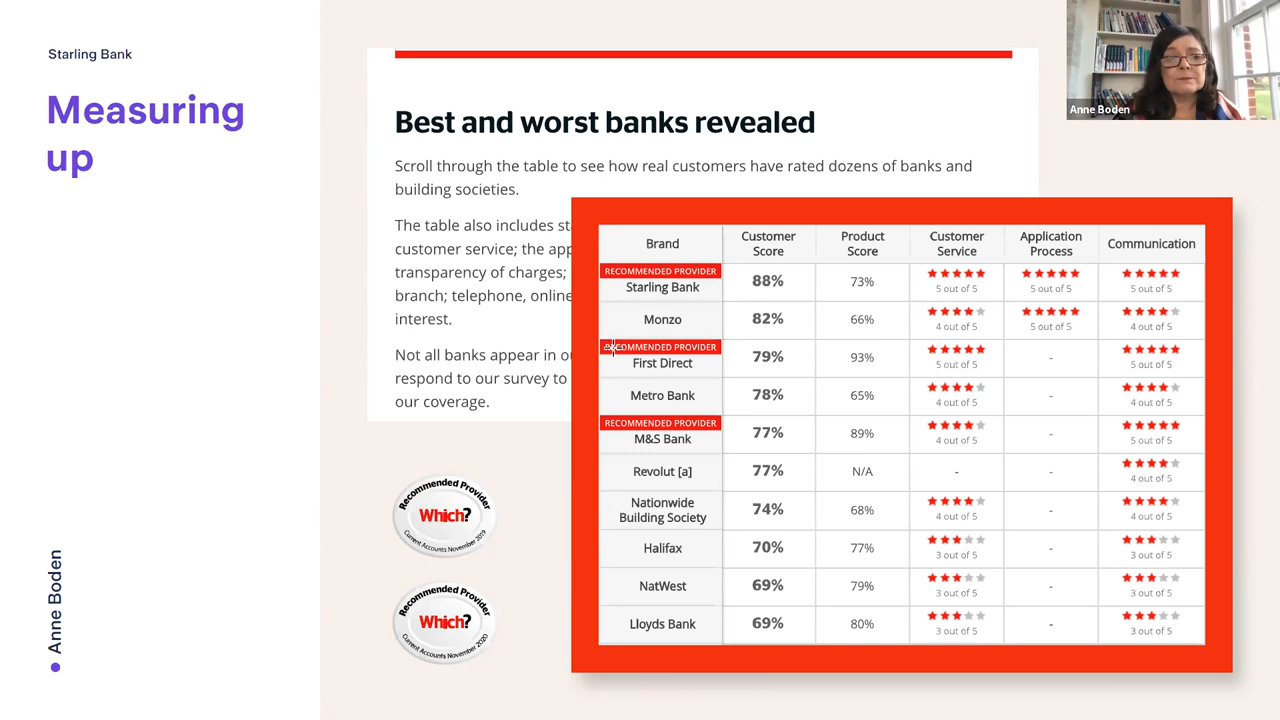 Starling Bank
Measuring
up
Anne Boden
Anne Boden
Best and worst banks revealed
Scroll through the table to see how real customers have rated dozens of banks and
building societies.
The table also includes st
customer service; the app
transparency of charges;
branch; telephone, online
interest.
Not all banks appear in ou
respond to our survey to
our coverage.
Recommended Provider
Which?
Current Accounts November 2019
Recommended Provider
Which?
Current Accounts November 2020
Brand Customer Score Product Score Customer Service Application Process Communication
RECOMMENDED PROVIDER
Starling Bank 88% 73% 5 out of 5 5 out of 5 5 out of 5
Monzo 82% 66% 4 out of 5 5 out of 5 4 out of 5
RECOMMENDED PROVIDER
First Direct 79% 93% 5 out of 5 - 5 out of 5
Metro Bank 78% 65% 4 out of 5 - 4 out of 5
RECOMMENDED PROVIDER
M&S Bank 77% 89% 4 out of 5 - 5 out of 5
Revolut [a] 77% N/A - - 4 out of 5
Nationwide
Building Society 74% 68% 4 out of 5 - 4 out of 5
Halifax 70% 77% 3 out of 5 - 3 out of 5
NatWest 69% 79% 3 out of 5 - 3 out of 5
Lloyds Bank 69% 80% 3 out of 5 - 3 out of 5